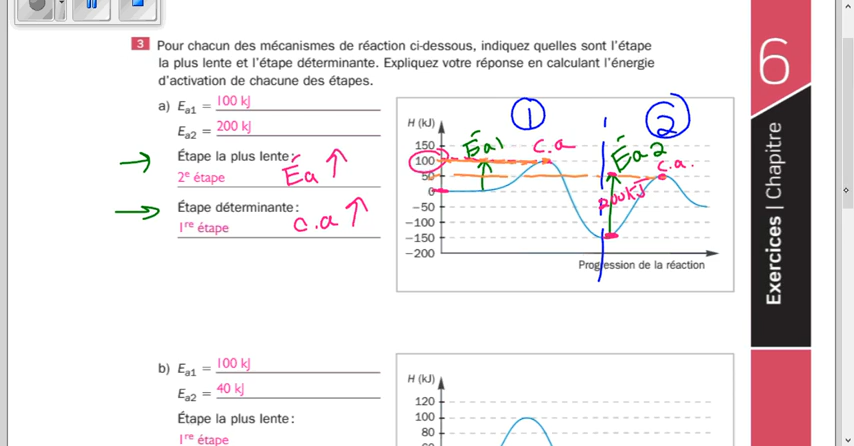 3 Pour chacun des mécanismes de réaction ci-dessous, indiquez quelles sont l'étape
la plus lente et l'étape déterminante. Expliquez votre réponse en calculant l'énergie
d'activation de chacune des étapes.
a) Ea1 = 100 kJ
Ea2 = 200 kJ
Étape la plus lente:
2e étape
Éa ↑
Étape déterminante:
1re étape
c.a ↑
H (kJ)
150
100
50
0
−50
−100
−150
−200
1
2
Éa1
c.a
Éa2
c.a.
200kJ
Progression de la réaction
b) Ea1 = 100 kJ
Ea2 = 40 kJ
Étape la plus lente:
1re étape
H (kJ)
120
100
80
6
Exercices | Chapitre